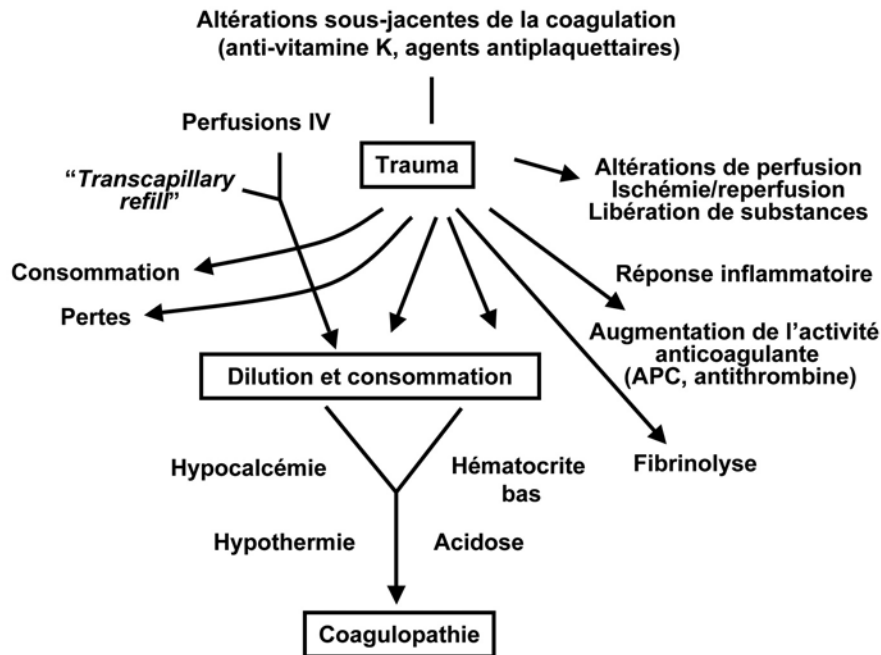 Altérations sous-jacentes de la coagulation
(anti-vitamine K, agents antiplaquettaires)
Perfusions IV
Trauma
“Transcapillary
refill”
Altérations de perfusion
Ischémie/reperfusion
Libération de substances
Consommation
Pertes
Réponse inflammatoire
Augmentation de l’activité
anticoagulante
(APC, antithrombine)
Dilution et consommation
Fibrinolyse
Hypocalcémie
Hématocrite
bas
Hypothermie
Acidose
Coagulopathie